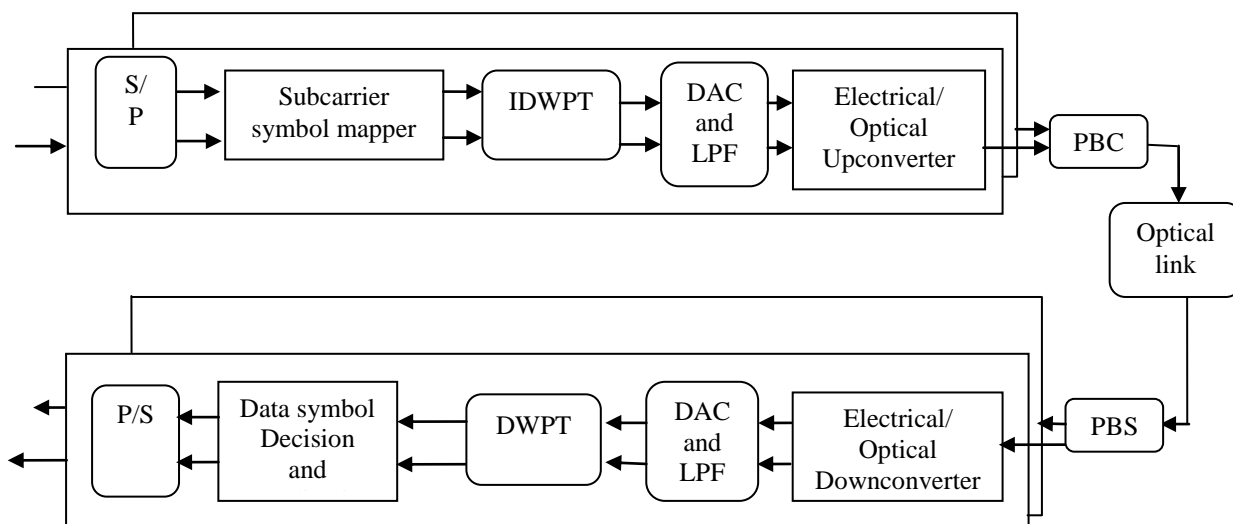 S/
P
Subcarrier
symbol mapper
IDWPT
DAC
and
LPF
Electrical/
Optical
Upconverter
PBC
Optical
link
P/S
Data symbol
Decision
and
DWPT
DAC
and
LPF
Electrical/
Optical
Downconverter
PBS